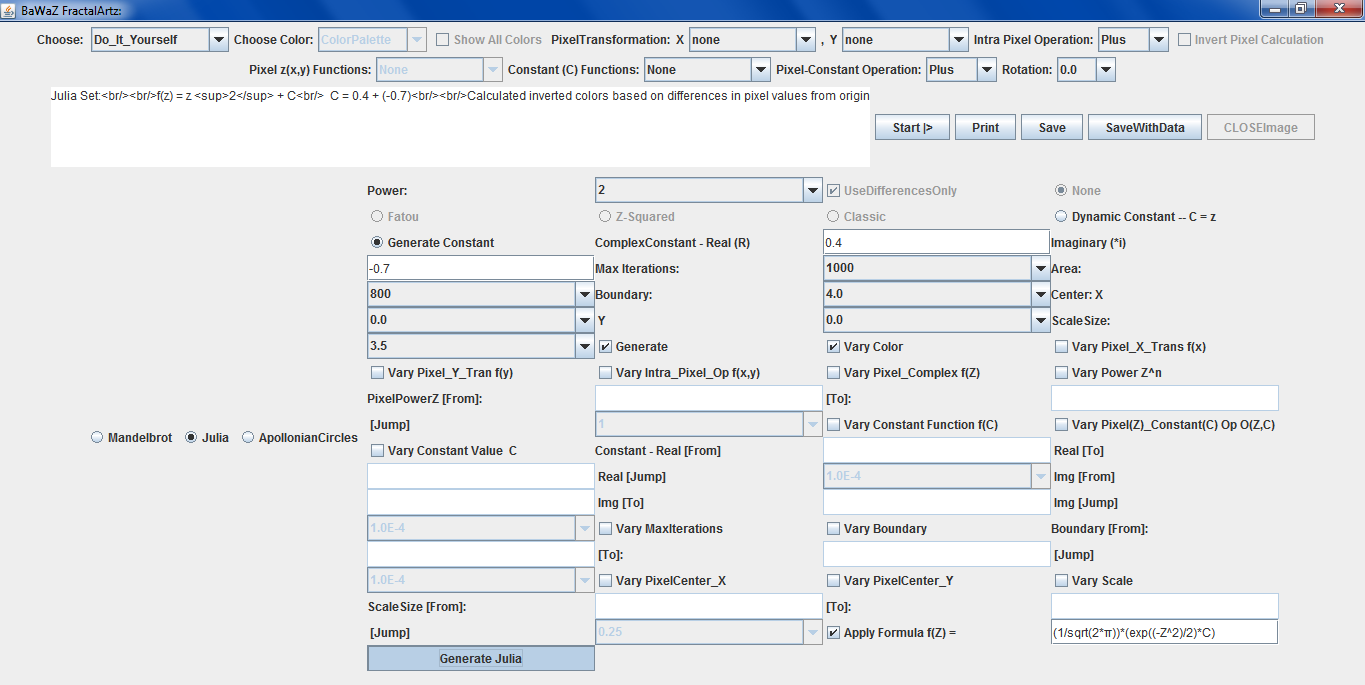 BaWaZ FractalArtz:
Choose: Do_It_Yourself Choose Color: ColorPalette Show All Colors PixelTransformation: X none , Y none Intra Pixel Operation: Plus Invert Pixel Calculation
Pixel z(x,y) Functions: None Constant (C) Functions: None Pixel-Constant Operation: Plus Rotation: 0.0
Julia Set:<br/><br/>f(z) = z <sup>2</sup> + C<br/> C = 0.4 + (-0.7)<br/><br/>Calculated inverted colors based on differences in pixel values from origin
Start |> Print Save SaveWithData CLOSEImage
Power: 2 UseDifferencesOnly None
Fatou Z-Squared Classic Dynamic Constant -- C = z
Generate Constant ComplexConstant - Real (R) 0.4 Imaginary (*i)
-0.7 Max Iterations: 1000 Area:
800 Boundary: 4.0 Center: X
0.0 Y 0.0 ScaleSize:
3.5 Generate Vary Color Vary Pixel_X_Trans f(x)
Vary Pixel_Y_Tran f(y) Vary Intra_Pixel_Op f(x,y) Vary Pixel_Complex f(Z) Vary Power Z^n
PixelPowerZ [From]: [To]:
[Jump] 1 Vary Constant Function f(C) Vary Pixel(Z)_Constant(C) Op O(Z,C)
Mandelbrot Julia ApollonianCircles
Vary Constant Value C Constant - Real [From] Real [To]
Real [Jump] 1.0E-4 Img [From]
Img [To] Img [Jump]
1.0E-4 Vary MaxIterations Vary Boundary Boundary [From]:
[To]: [Jump]
1.0E-4 Vary PixelCenter_X Vary PixelCenter_Y Vary Scale
ScaleSize [From]: [To]:
[Jump] 0.25 Apply Formula f(Z) = (1/sqrt(2*π))*(exp((-Z^2)/2)*C)
Generate Julia